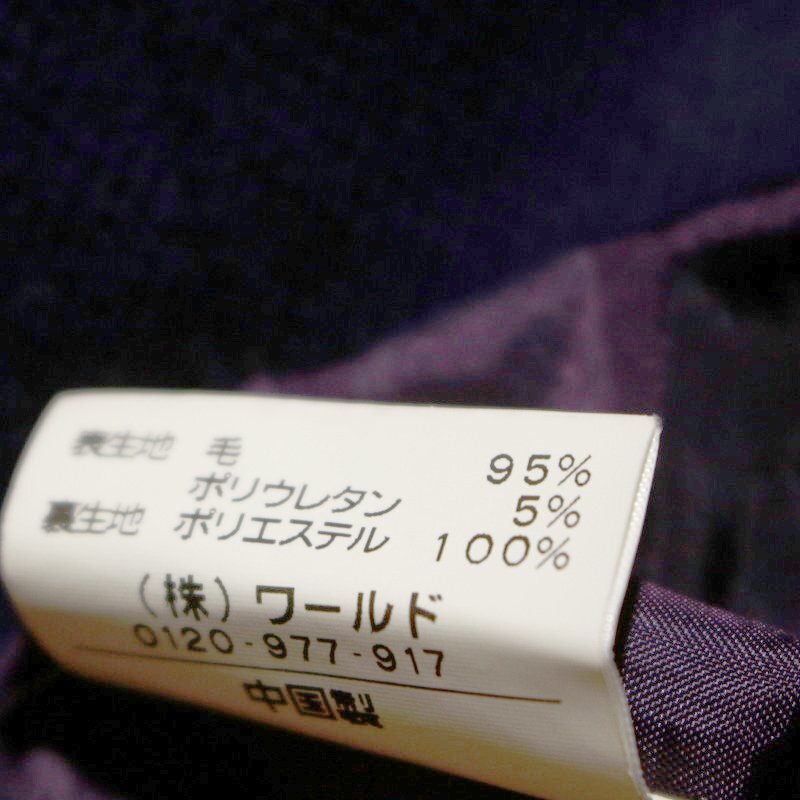 表生地 毛 95%
ポリウレタン 5%
裏生地 ポリエステル 100%
(株)ワールド
0120-977-917
中国製